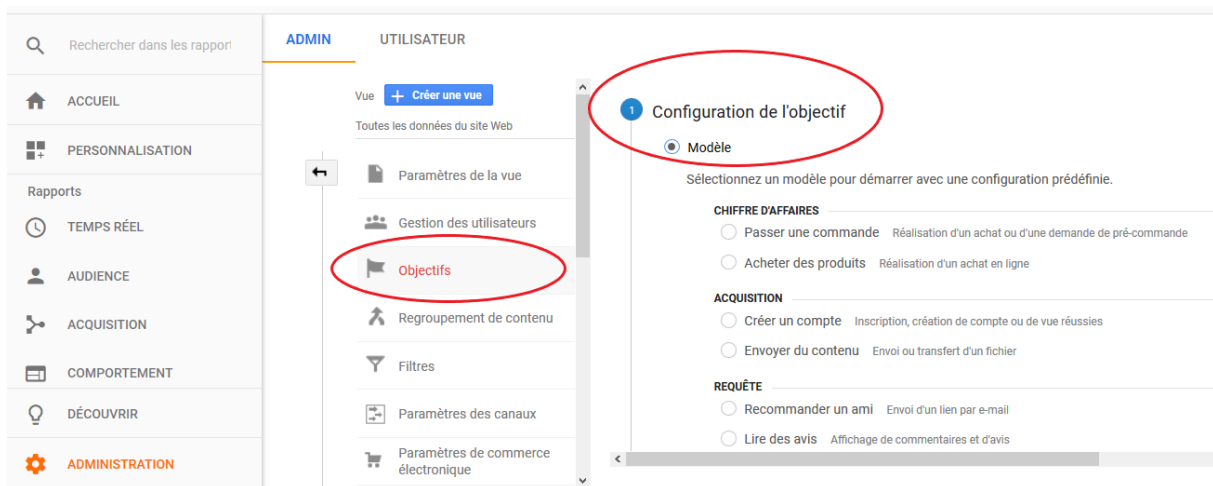 Rechercher dans les rapport
ACCUEIL
PERSONNALISATION
Rapports
TEMPS RÉEL
AUDIENCE
ACQUISITION
COMPORTEMENT
DÉCOUVRIR
ADMINISTRATION
ADMIN UTILISATEUR
Vue + Créer une vue
Toutes les données du site Web
Paramètres de la vue
Gestion des utilisateurs
Objectifs
Regroupement de contenu
Filtres
Paramètres des canaux
Paramètres de commerce
électronique
1 Configuration de l'objectif
Modèle
Sélectionnez un modèle pour démarrer avec une configuration prédéfinie.
CHIFFRE D'AFFAIRES
Passer une commande Réalisation d'un achat ou d'une demande de pré-commande
Acheter des produits Réalisation d'un achat en ligne
ACQUISITION
Créer un compte Inscription, création de compte ou de vue réussies
Envoyer du contenu Envoi ou transfert d'un fichier
REQUÊTE
Recommander un ami Envoi d'un lien par e-mail
Lire des avis Affichage de commentaires et d'avis